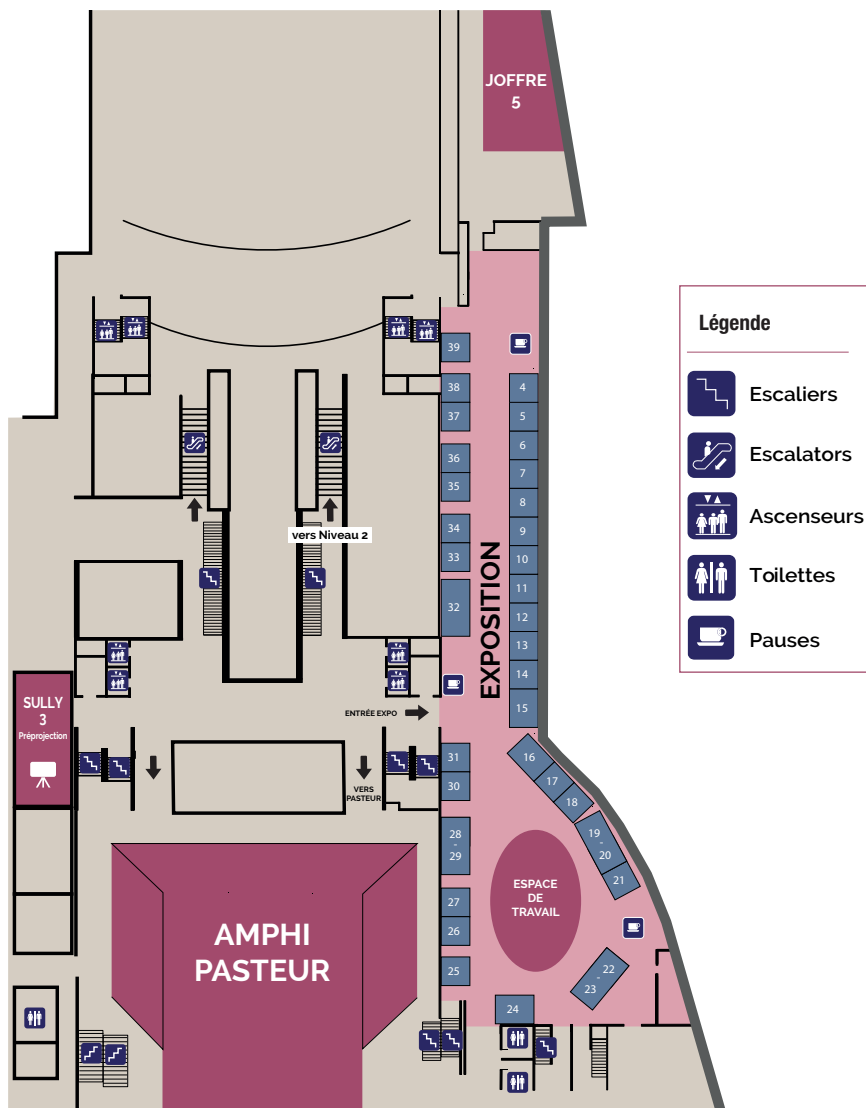 JOFFRE
5
39
38
37
36
35
34
33
32
31
30
28
-
29
27
26
25
4
5
6
7
8
9
10
11
12
13
14
15
16
17
18
19
-
20
21
22
-
23
24
EXPOSITION
vers Niveau 2
ENTRÉE EXPO
VERS
PASTEUR
SULLY
3
Préprojection
ESPACE
DE
TRAVAIL
AMPHI
PASTEUR
Légende
Escaliers
Escalators
Ascenseurs
Toilettes
Pauses